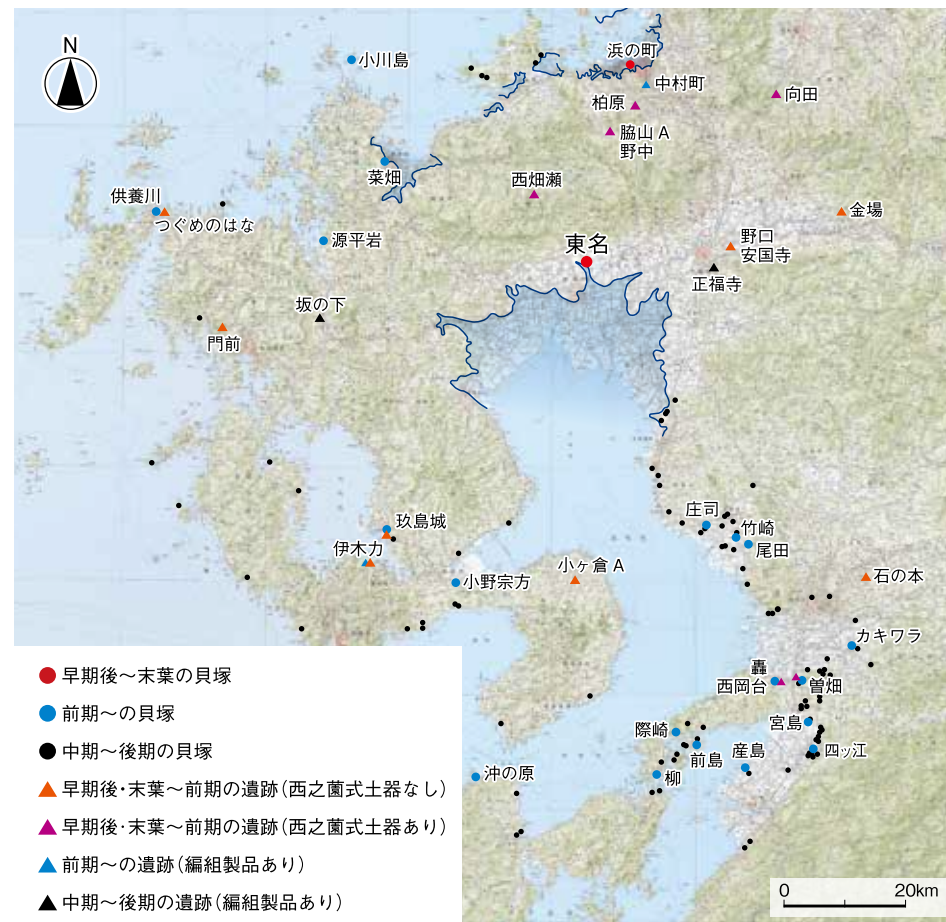 N
小川島
浜の町
中村町
柏原
向田
脇山 A
野中
菜畑
西畑瀬
供養川
つぐめのはな
金場
源平岩
東名
野口
安国寺
正福寺
坂の下
門前
庄司
竹崎
尾田
玖島城
伊木力
小ヶ倉 A
石の本
小野宗方
カキワラ
轟
西岡台
曽畑
宮島
際崎
前島
産島
四ッ江
沖の原
柳
早期後～末葉の貝塚
前期～の貝塚
中期～後期の貝塚
早期後・末葉～前期の遺跡(西之薗式土器なし)
早期後・末葉～前期の遺跡(西之薗式土器あり)
前期～の遺跡(編組製品あり)
中期～後期の遺跡(編組製品あり)
0 20km